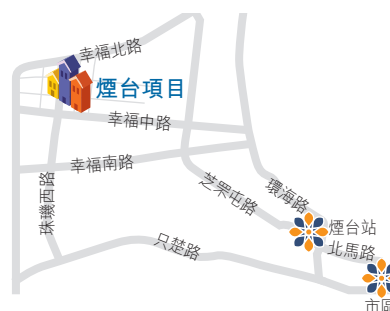 幸福北路
煙台項目
幸福中路
幸福南路
珠璣西路
芝罘屯路
環海路
煙台站
只楚路
北馬路
市區